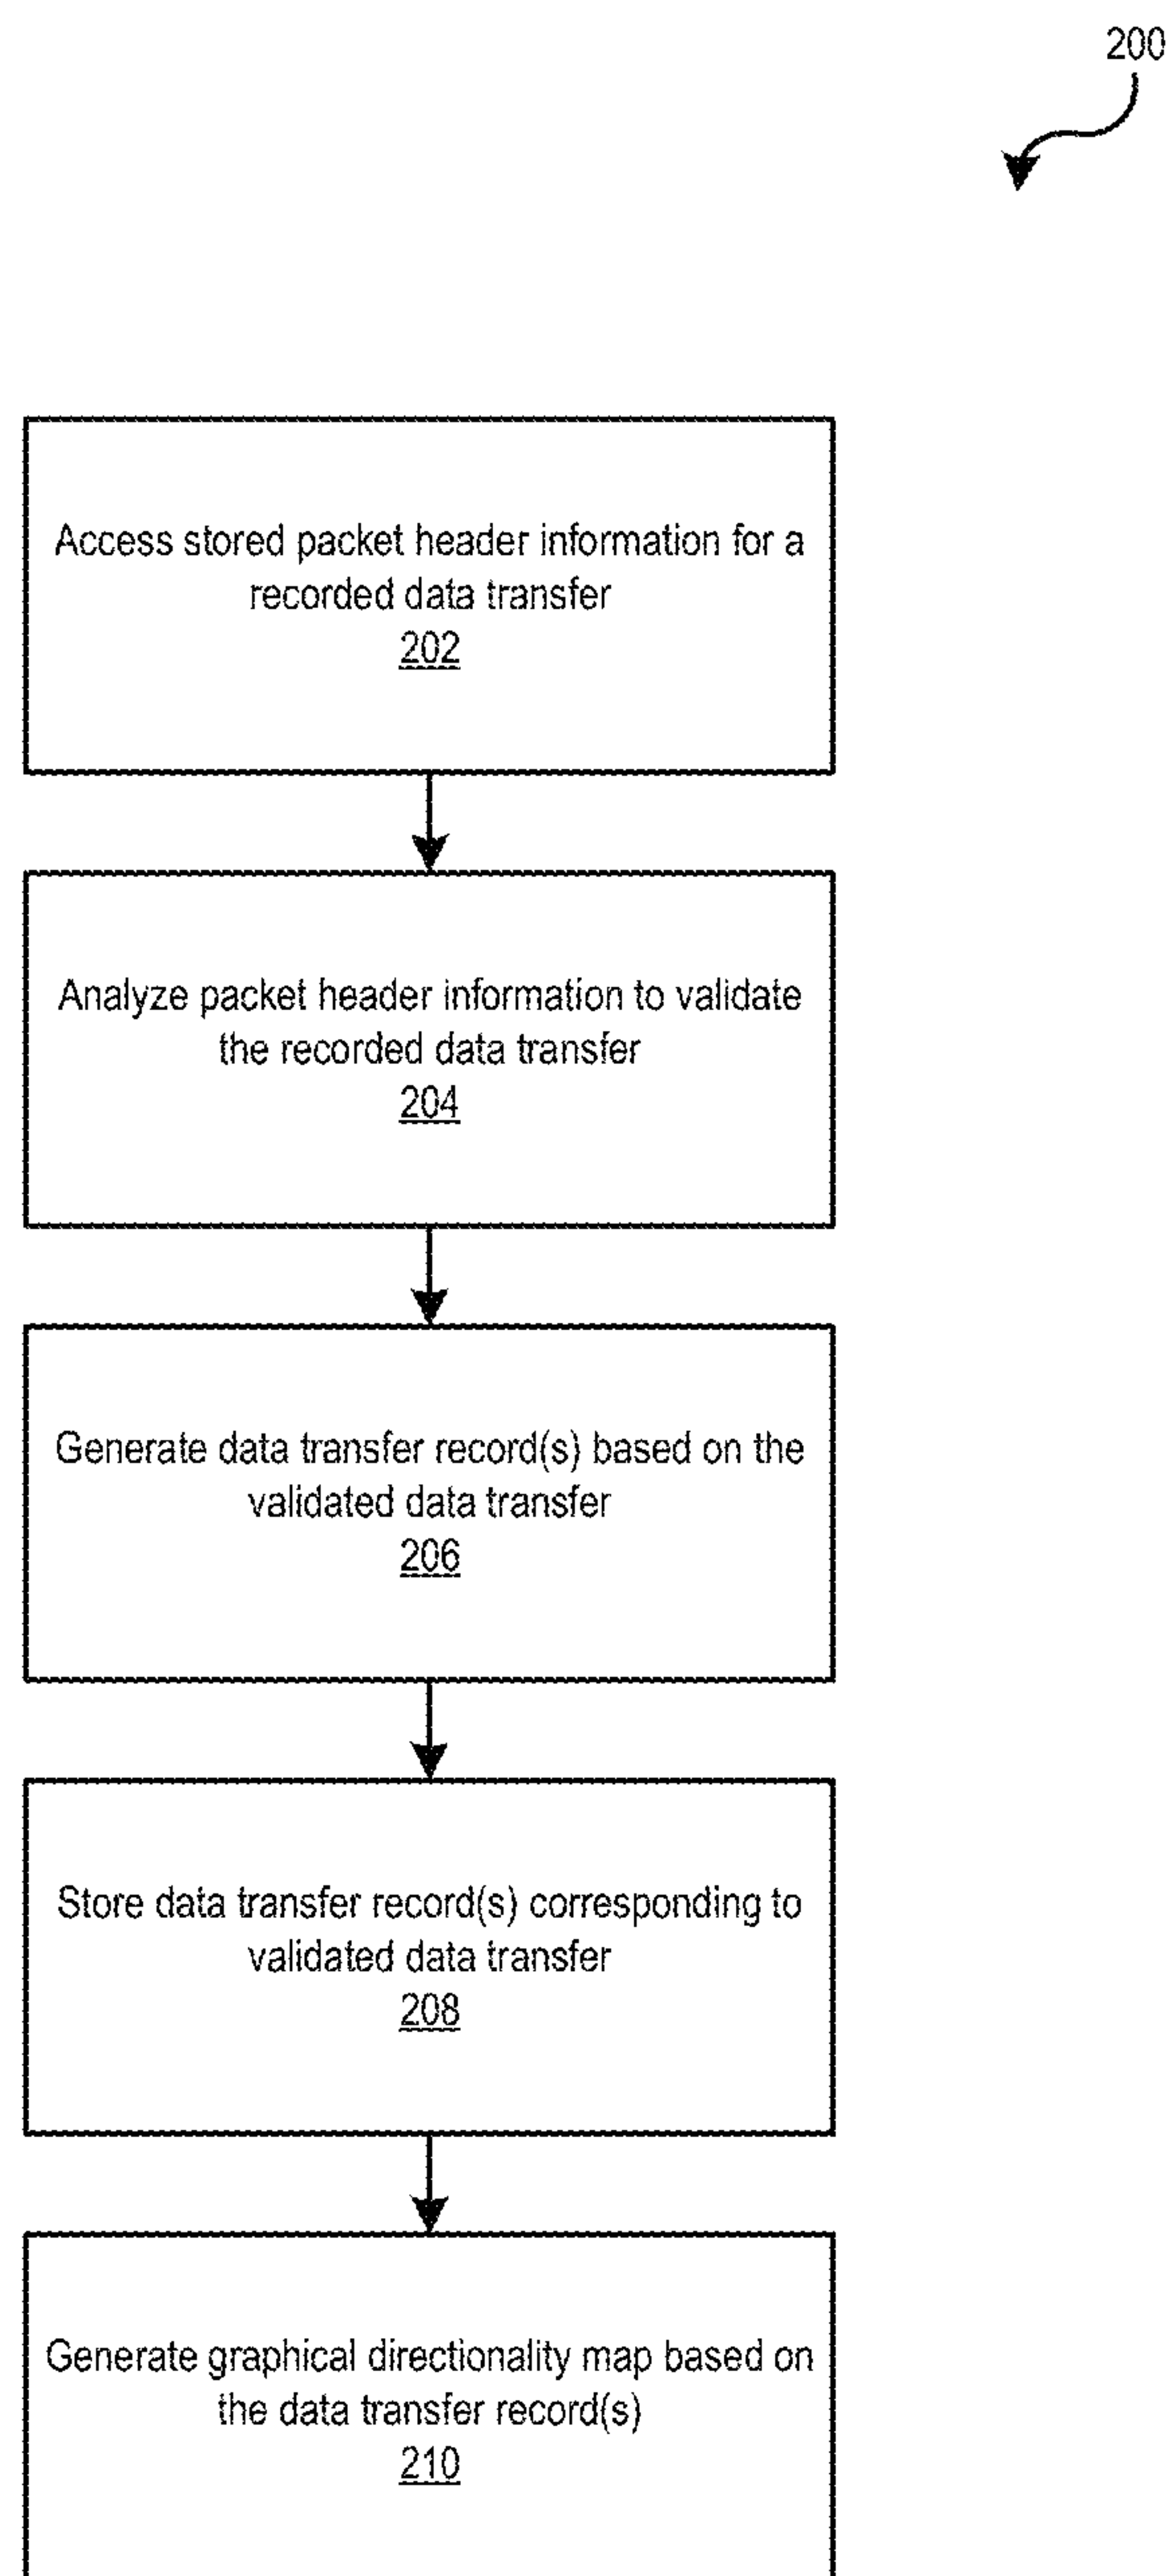 200
Access stored packet header information for a
recorded data transfer
202
Analyze packet header information to validate
the recorded data transfer
204
Generate data transfer record(s) based on the
validated data transfer
206
Store data transfer record(s) corresponding to
validated data transfer
208
Generate graphical directionality map based on
the data transfer record(s)
210